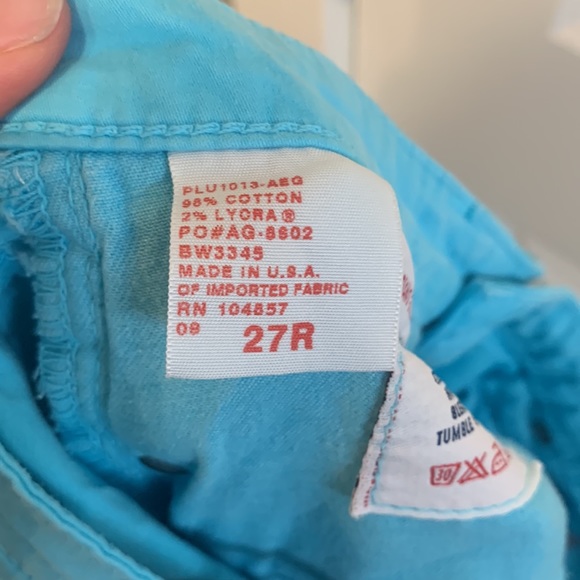 PLU1013-AEG
98% COTTON
2% LYCRA®
PO#AG-8602
BW3345
MADE IN U.S.A.
OF IMPORTED FABRIC
RN 104857
09
27R
TUMBLE
30